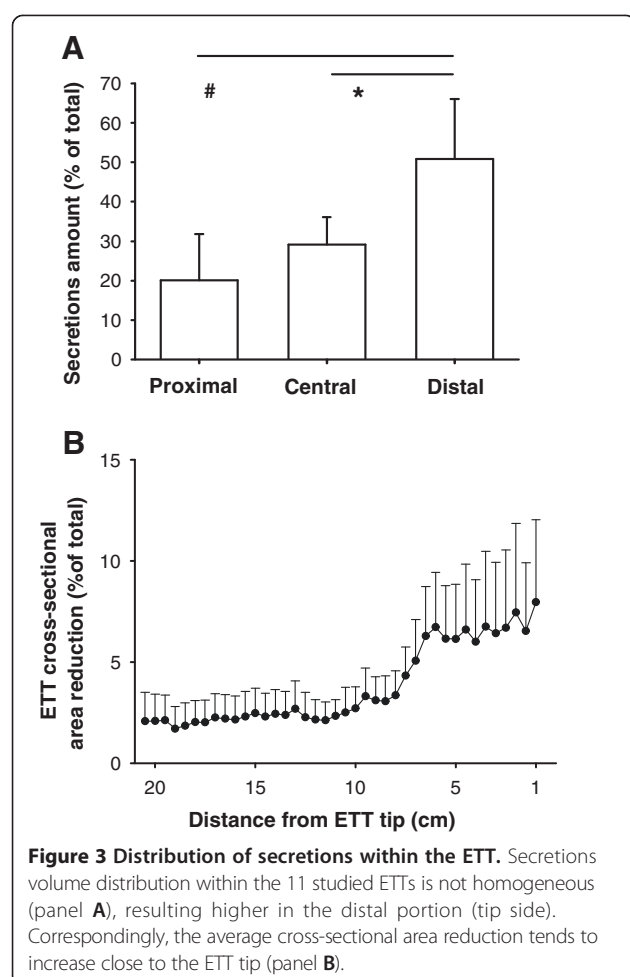 A
Secretions amount (% of total)
70
60
50
40
30
20
10
0
#
*
Proximal Central Distal
B
ETT cross-sectional
area reduction (%of total)
15
10
5
0
20 15 10 5 1
Distance from ETT tip (cm)
Figure 3 Distribution of secretions within the ETT. Secretions
volume distribution within the 11 studied ETTs is not homogeneous
(panel A), resulting higher in the distal portion (tip side).
Correspondingly, the average cross-sectional area reduction tends to
increase close to the ETT tip (panel B).